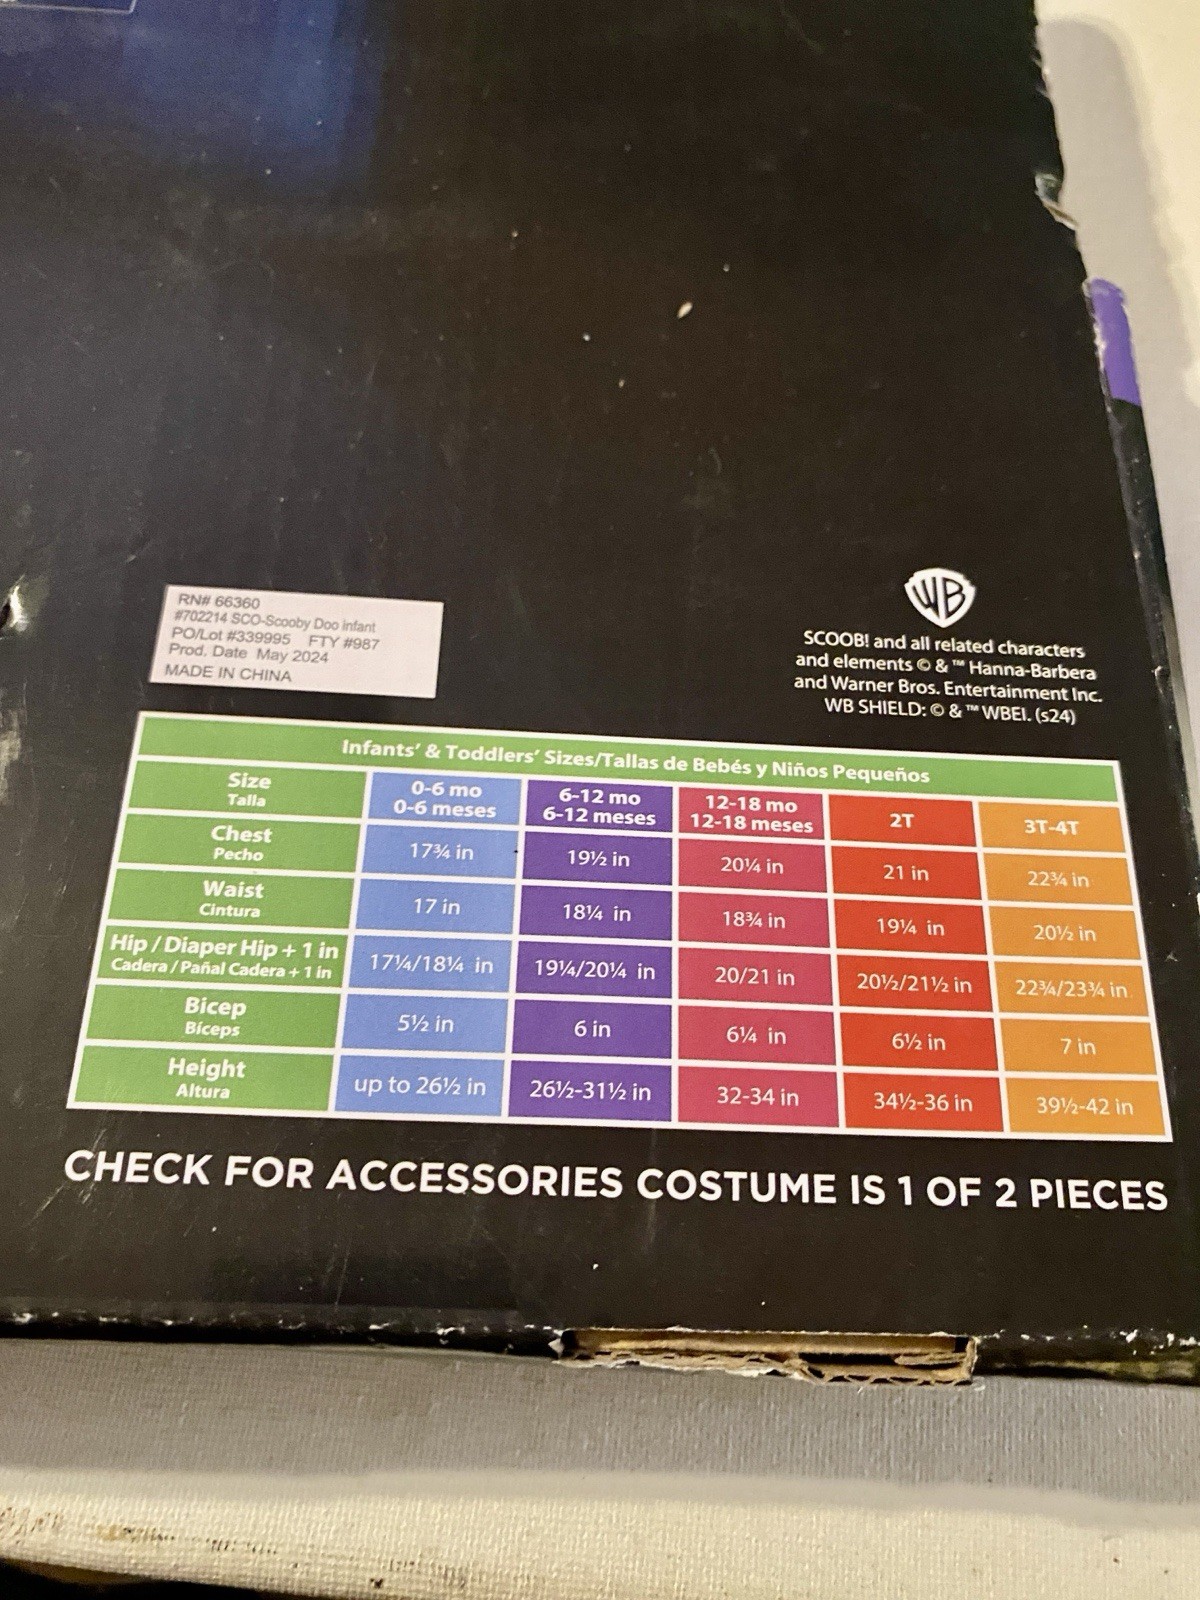 RN# 66360
#702214 SCO-Scooby Doo infant
PO/Lot #339995 FTY #987
Prod. Date May 2024
MADE IN CHINA
WB
SCOOB! and all related characters
and elements © & ™ Hanna-Barbera
and Warner Bros. Entertainment Inc.
WB SHIELD: © & ™ WBEI. (s24)
Infants' & Toddlers' Sizes/Tallas de Bebés y Niños Pequeños
Size 0-6 mo 6-12 mo 12-18 mo 2T 3T-4T
Talla 0-6 meses 6-12 meses 12-18 meses
Chest 17¾ in 19½ in 20¼ in 21 in 22¾ in
Pecho
Waist 17 in 18¼ in 18¾ in 19¼ in 20½ in
Cintura
Hip / Diaper Hip + 1 in 17¼/18¼ in 19¼/20¼ in 20/21 in 20½/21½ in 22¾/23¾ in
Cadera / Pañal Cadera + 1 in
Bicep 5½ in 6 in 6¼ in 6½ in 7 in
Bíceps
Height up to 26½ in 26½-31½ in 32-34 in 34½-36 in 39½-42 in
Altura
CHECK FOR ACCESSORIES COSTUME IS 1 OF 2 PIECES